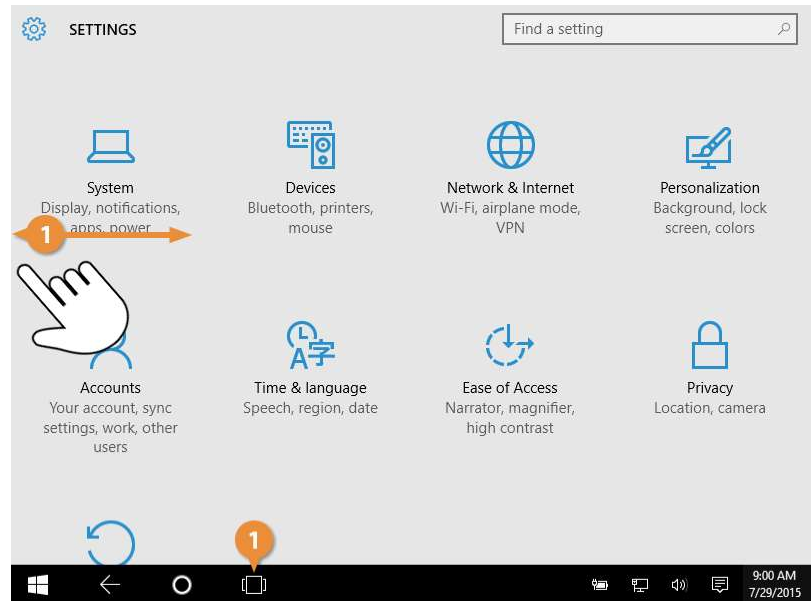 SETTINGS
Find a setting
System
Display, notifications,
apps, power
Devices
Bluetooth, printers,
mouse
Network & Internet
Wi-Fi, airplane mode,
VPN
Personalization
Background, lock
screen, colors
1
Accounts
Your account, sync
settings, work, other
users
Time & language
Speech, region, date
Ease of Access
Narrator, magnifier,
high contrast
Privacy
Location, camera
1
9:00 AM
7/29/2015